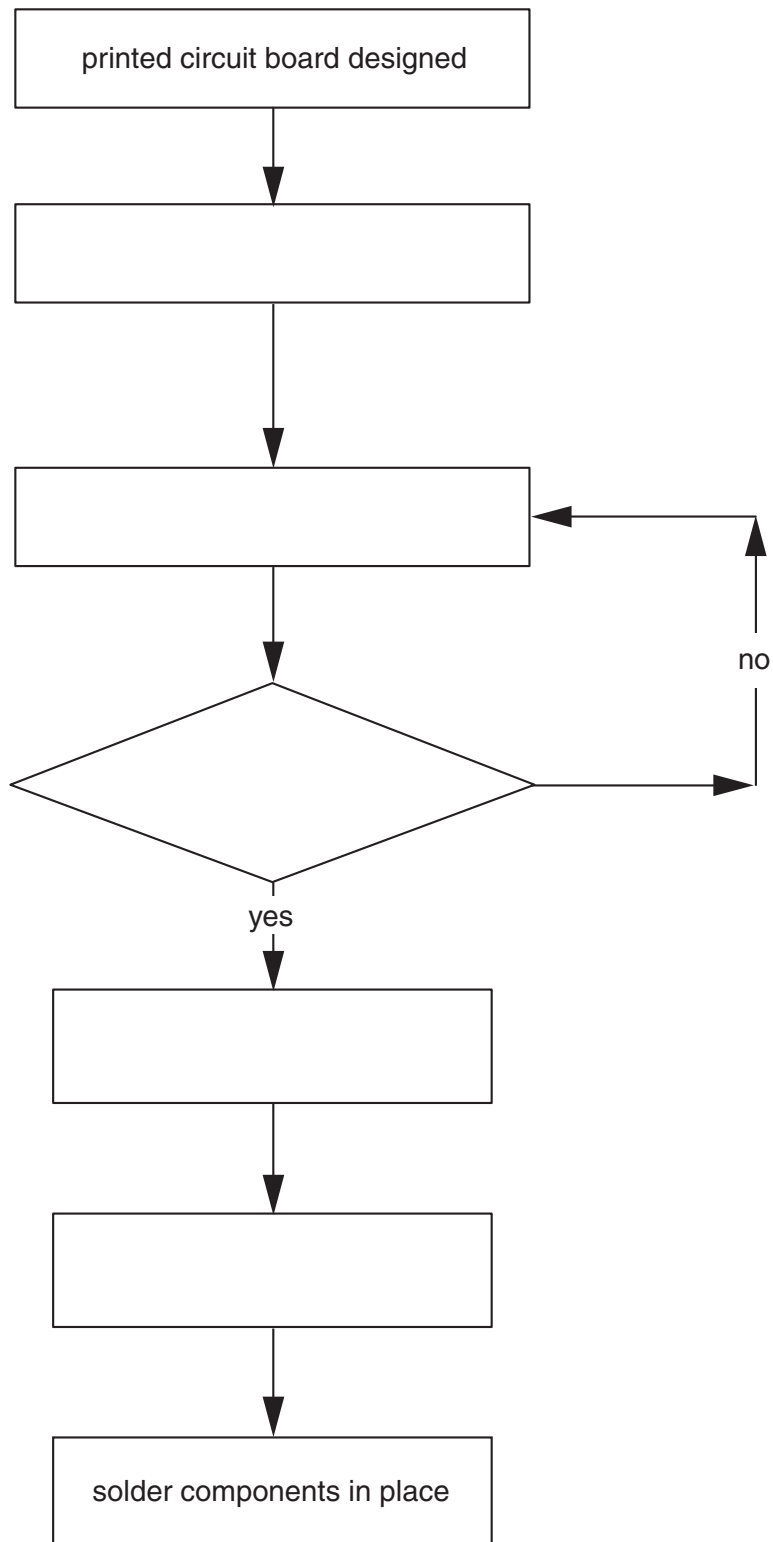 printed circuit board designed
no
yes
solder components in place